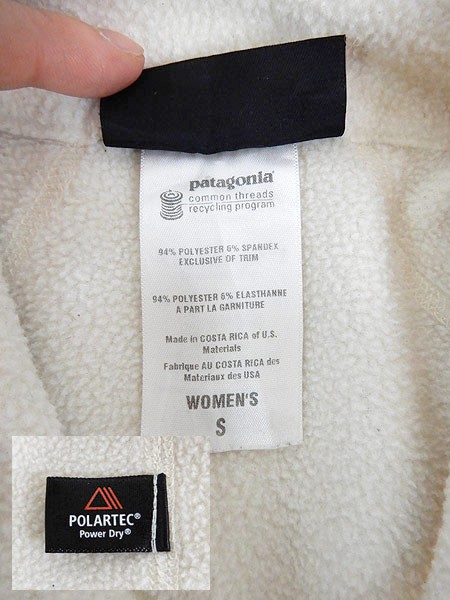 patagonia®
common threads
recycling program
94% POLYESTER 6% SPANDEX
EXCLUSIVE OF TRIM
94% POLYESTER 6% ELASTHANNE
A PART LA GARNITURE
Made in COSTA RICA of U.S.
Materials
Fabrique AU COSTA RICA des
Materiaux des USA
WOMEN'S
S
POLARTEC®
Power Dry®